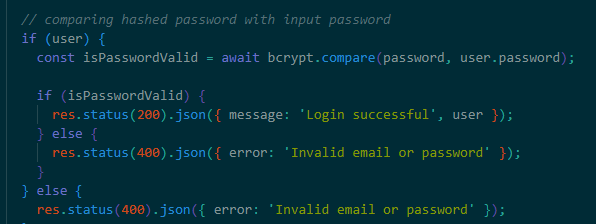 // comparing hashed password with input password
if (user) {
const isPasswordValid = await bcrypt.compare(password, user.password);
if (isPasswordValid) {
res.status(200).json({ message: 'Login successful', user });
} else {
res.status(400).json({ error: 'Invalid email or password' });
}
} else {
res.status(400).json({ error: 'Invalid email or password' });